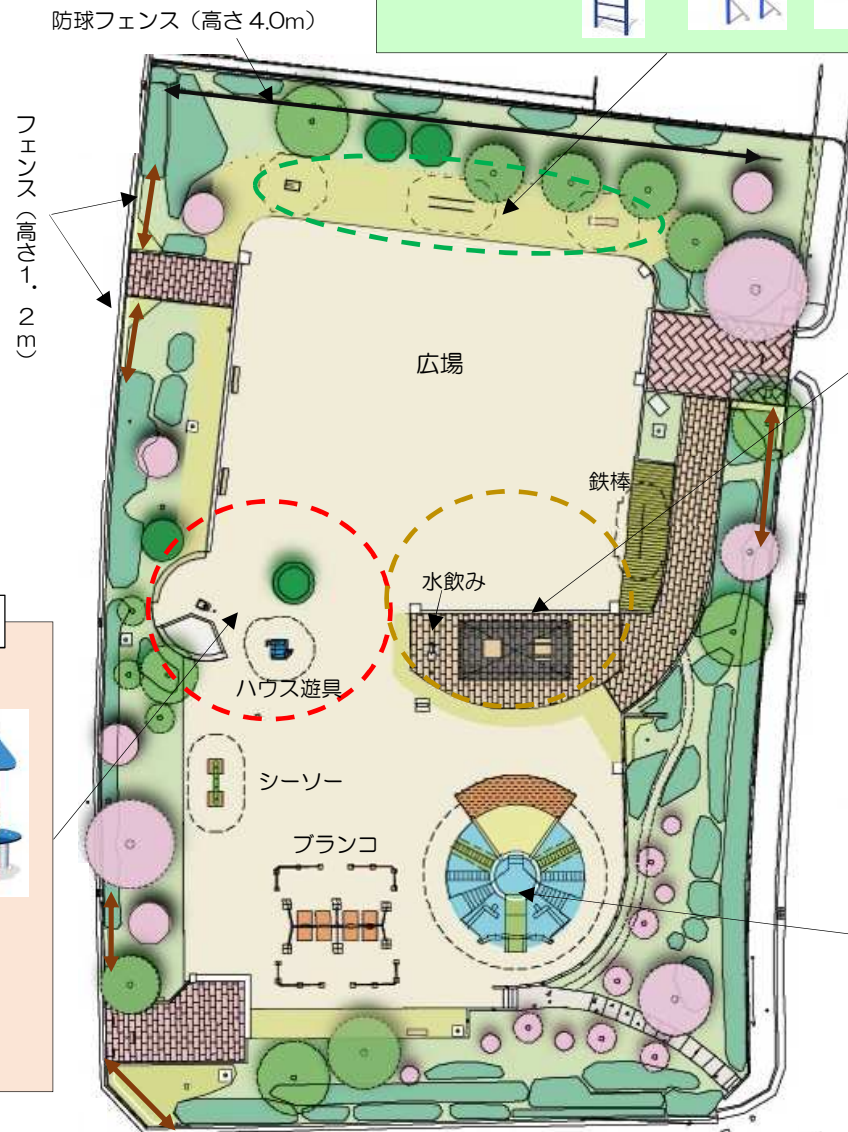 防球フェンス（高さ 4.0m）
フェンス（高さ１．２ｍ）
広場
鉄棒
水飲み
ハウス遊具
シーソー
ブランコ